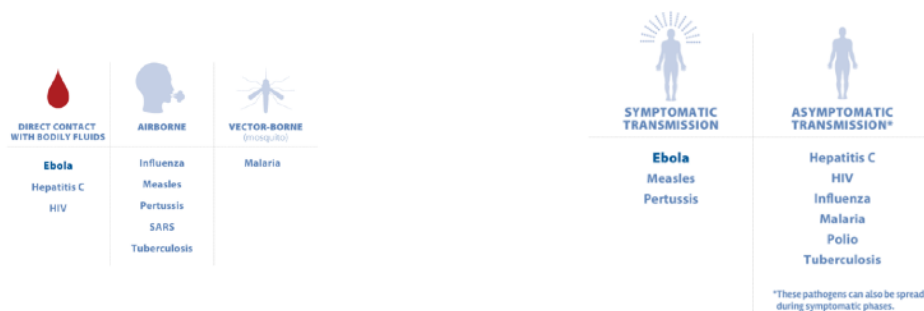 DIRECT CONTACT
WITH BODILY FLUIDS
Ebola
Hepatitis C
HIV
AIRBORNE
Influenza
Measles
Pertussis
SARS
Tuberculosis
VECTOR-BORNE
(mosquito)
Malaria
SYMPTOMATIC
TRANSMISSION
Ebola
Measles
Pertussis
ASYMPTOMATIC
TRANSMISSION*
Hepatitis C
HIV
Influenza
Malaria
Polio
Tuberculosis
*These pathogens can also be spread
during symptomatic phases.